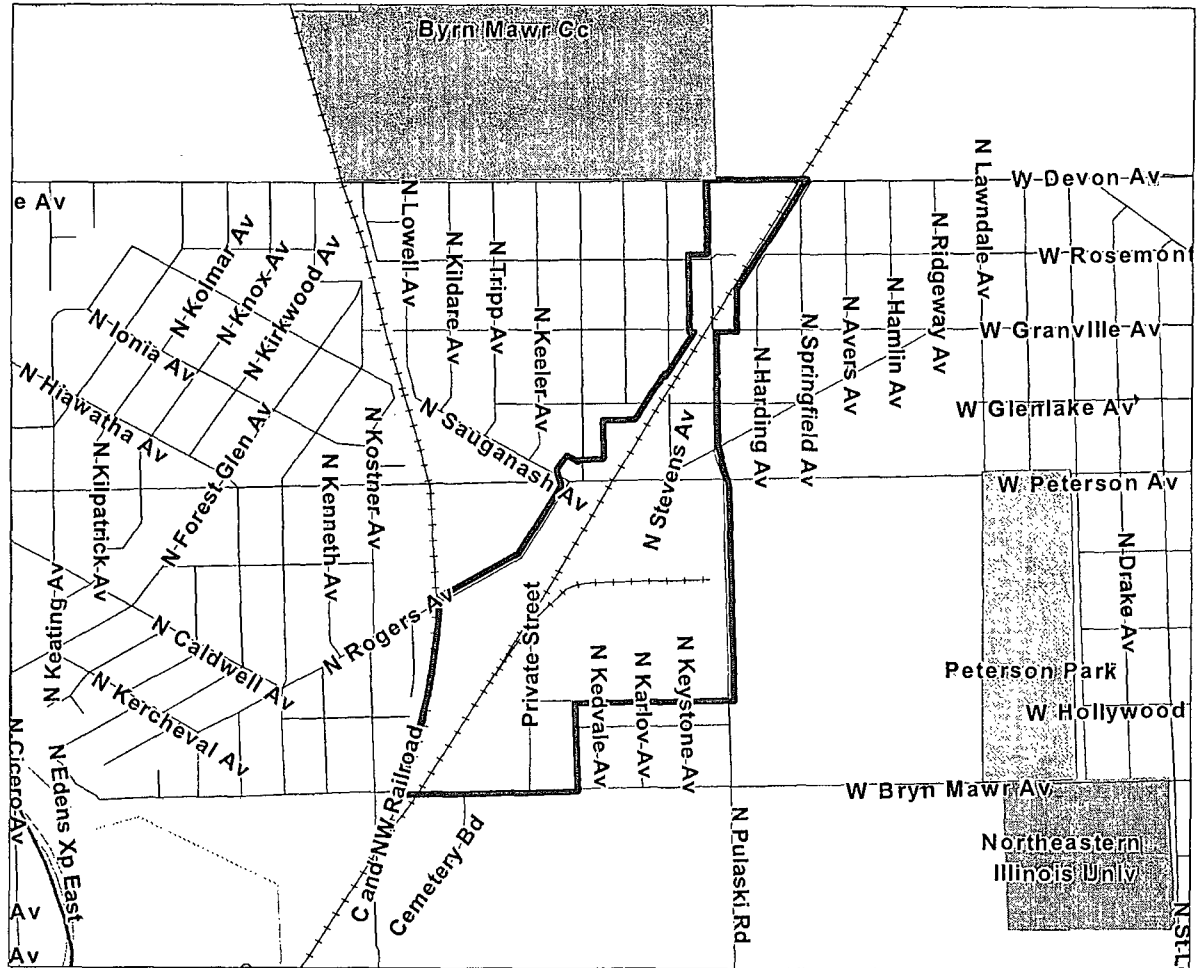 Byrn Mawr Cc
e Av
N Lowell Av
N Kildare Av
N Tripp Av
N Keeler Av
N Lawndale Av
W Devon Av
W Rosemont
N Ridgeway Av
N Hamlin Av
N Avers Av
N Springfield Av
N Harding Av
W Granville Av
W Glenlake Av
W Peterson Av
N Kolmar Av
N Knox Av
N Kirkwood Av
N Ionia Av
N Hiawatha Av
N Forest Glen Av
N Kilpatrick Av
N Keating Av
N Kostner Av
N Kenneth Av
N Sauganash Av
N Stevens Av
N Rogers Av
N Caldwell Av
N Kercheval Av
Private Street
N Kedvale Av
N Karlov Av
N Keystone Av
N Drake Av
Peterson Park
W Hollywood
W Bryn Mawr Av
N Cicero Av
N Edens Xp East
C and NW Railroad
Cemetery Bd
N Pulaski Rd
Northeastern
Illinois Univ
N St L
Av
Av